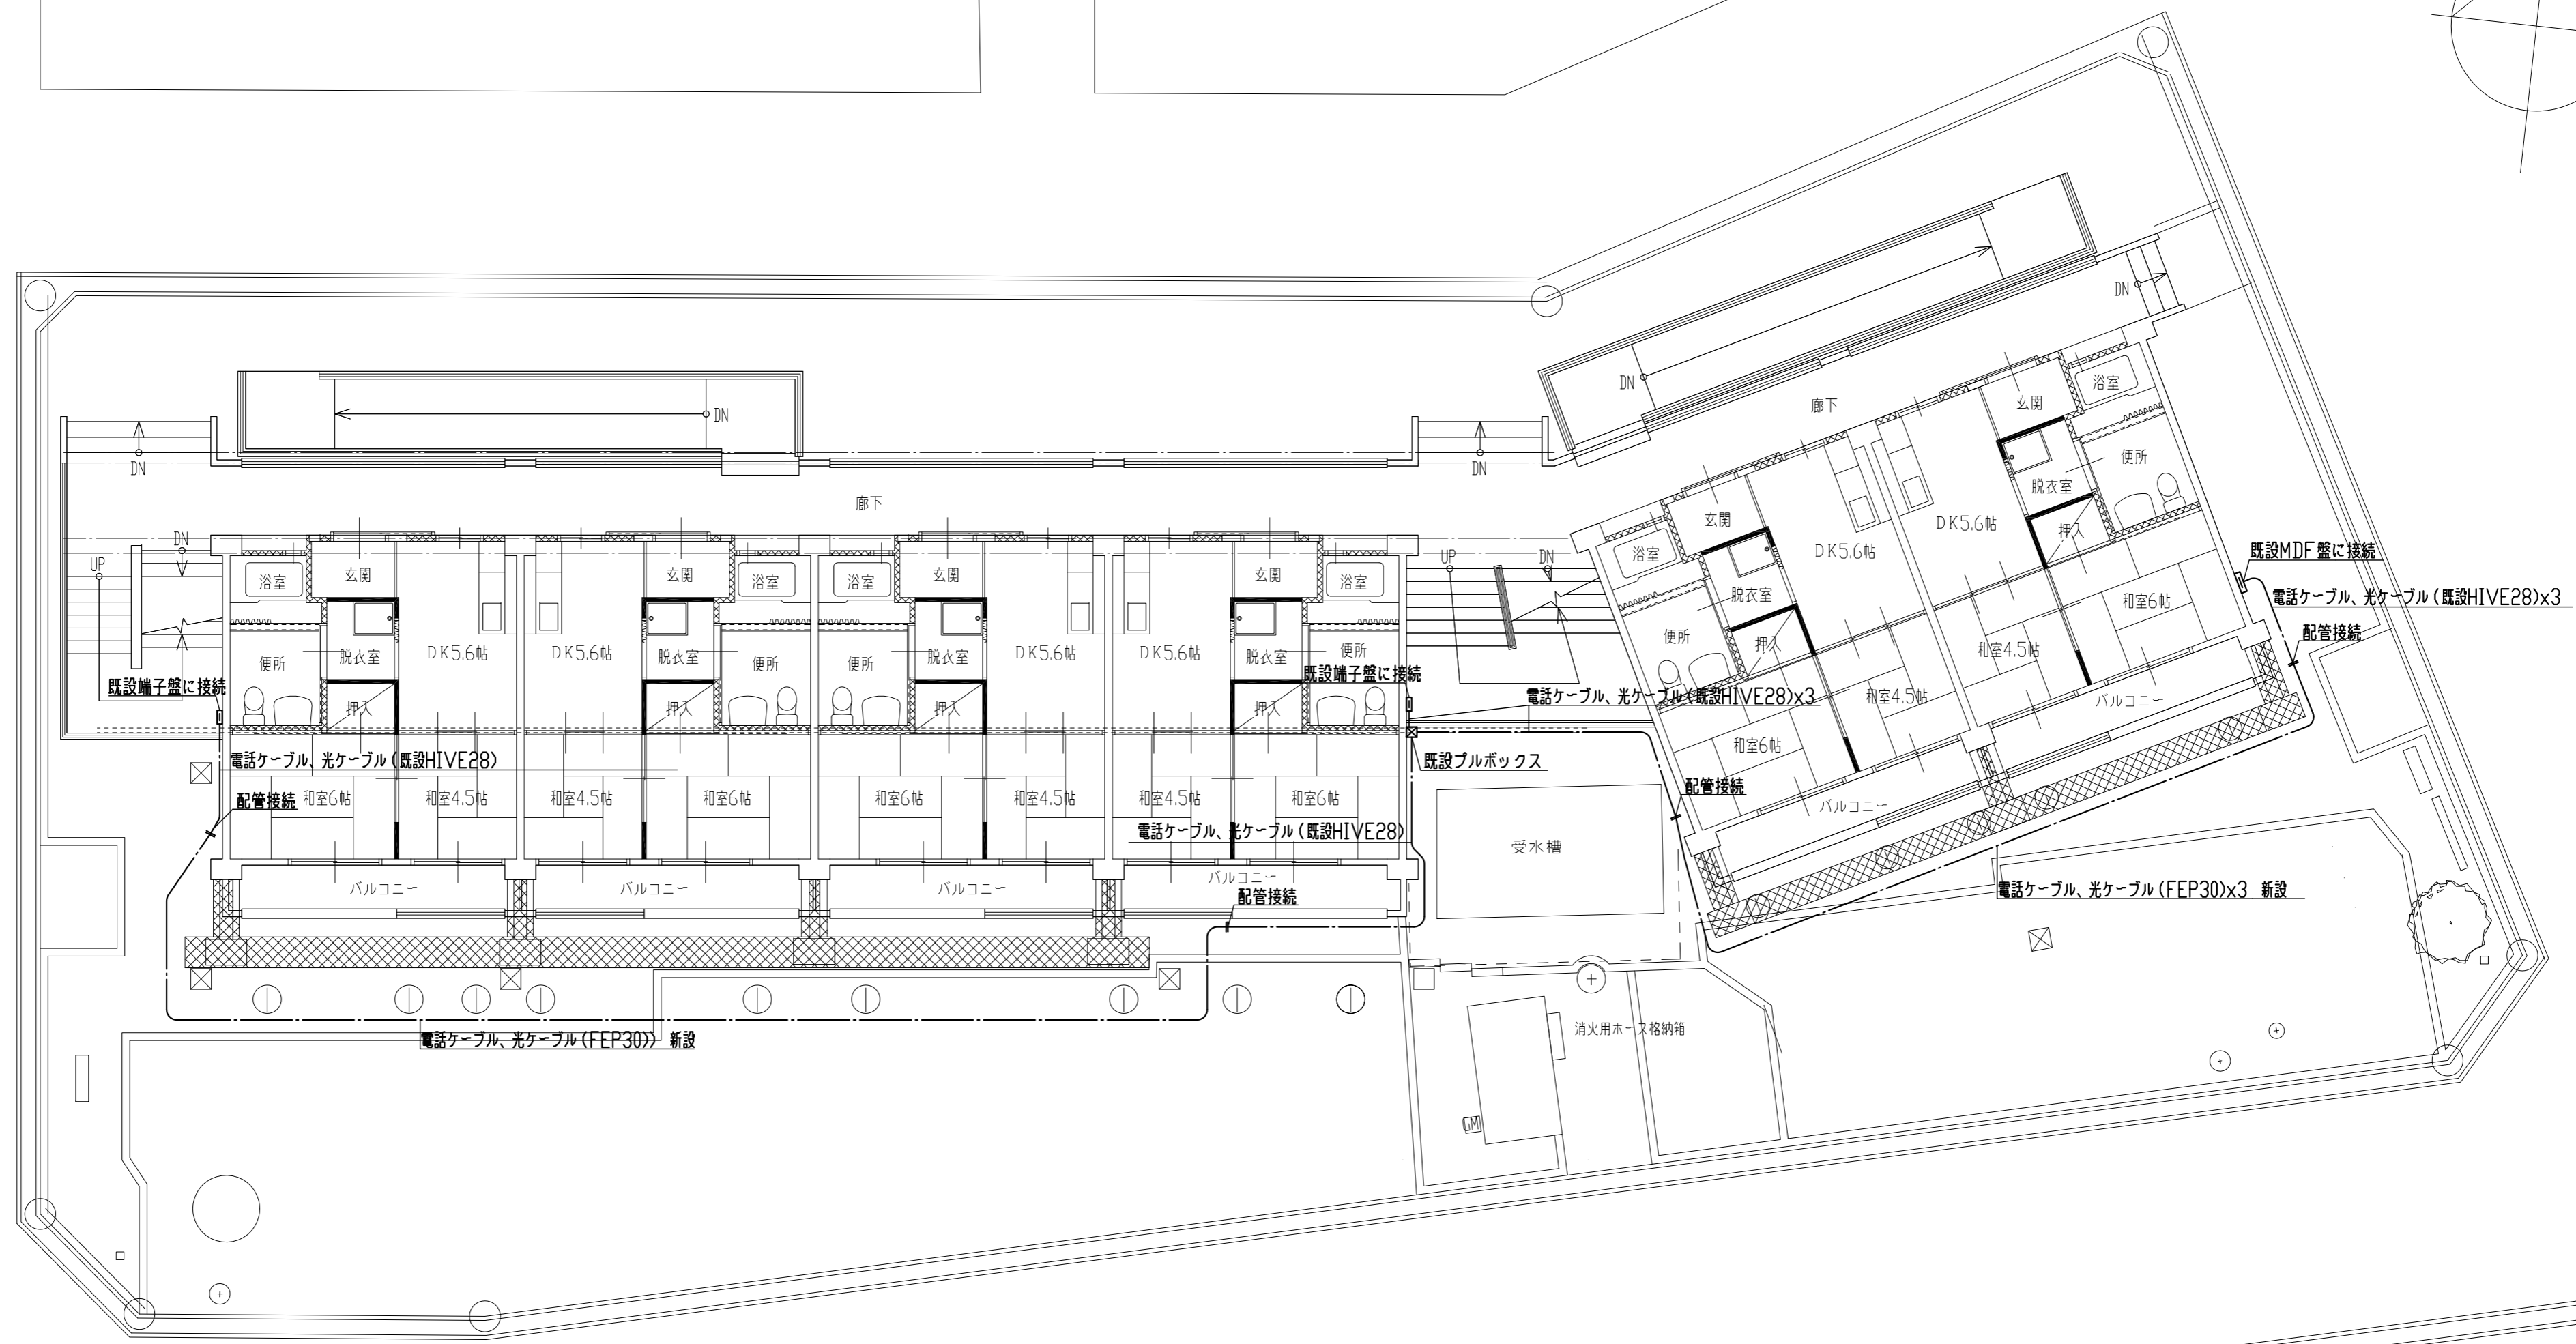 DN
DN
DN
DN
DN
廊下
廊下
DN
UP
UP
DN
浴室
玄関
玄関
浴室
浴室
玄関
玄関
浴室
便所
脱衣室
DK5.6帖
DK5.6帖
脱衣室
便所
便所
脱衣室
DK5.6帖
DK5.6帖
脱衣室
便所
押入
押入
押入
押入
既設端子盤に接続
既設端子盤に接続
電話ケーブル、光ケーブル(既設HIVE28)
電話ケーブル、光ケーブル(既設HIVE28)x3
既設プルボックス
配管接続
和室6帖
和室4.5帖
和室4.5帖
和室6帖
和室6帖
和室4.5帖
和室4.5帖
和室6帖
電話ケーブル、光ケーブル(既設HIVE28)
バルコニー
バルコニー
バルコニー
バルコニー
配管接続
電話ケーブル、光ケーブル(FEP30)) 新設
浴室
玄関
DK5.6帖
DK5.6帖
玄関
浴室
便所
脱衣室
押入
脱衣室
便所
押入
和室6帖
和室4.5帖
和室4.5帖
和室6帖
バルコニー
バルコニー
既設MDF盤に接続
電話ケーブル、光ケーブル(既設HIVE28)x3
配管接続
配管接続
受水槽
電話ケーブル、光ケーブル(FEP30)x3 新設
消火用ホース格納箱
GM